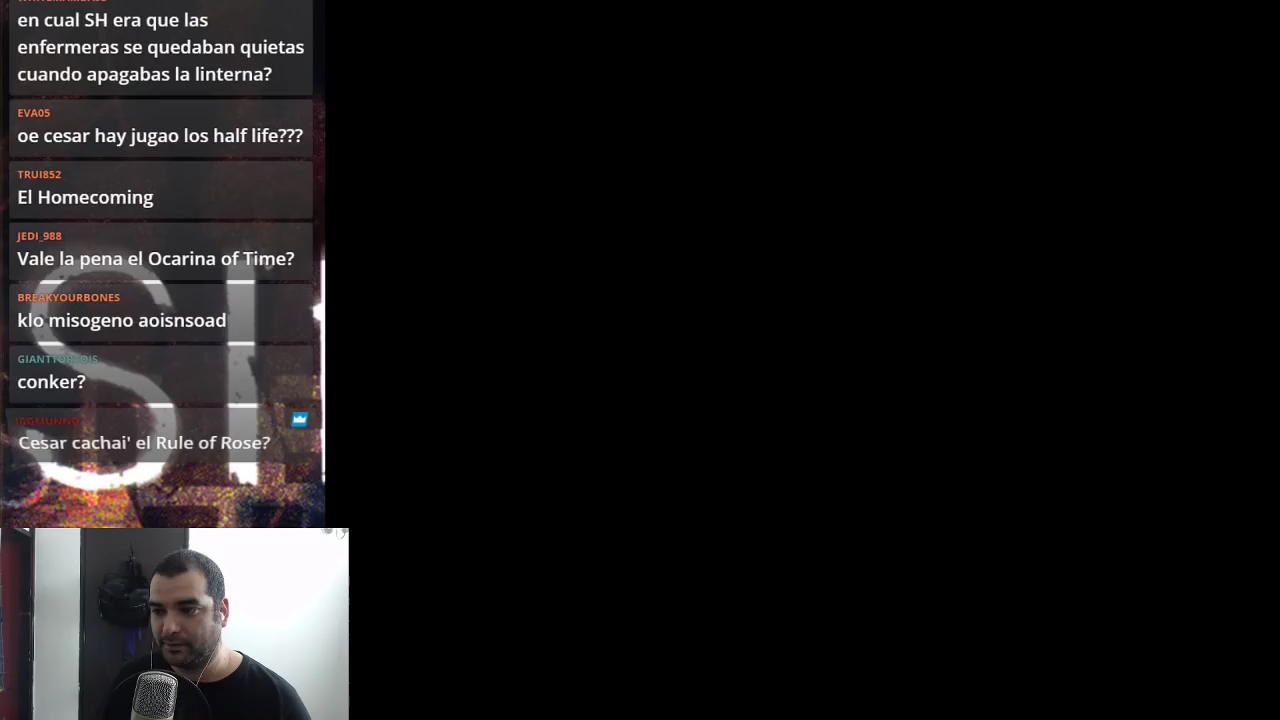 en cual SH era que las
enfermeras se quedaban quietas
cuando apagabas la linterna?
EVA05
oe cesar hay jugao los half life???
TRUI852
El Homecoming
JEDI_988
Vale la pena el Ocarina of Time?
BREAKYOURBONES
klo misogeno aoisnsoad
conker?
Cesar cachai' el Rule of Rose?